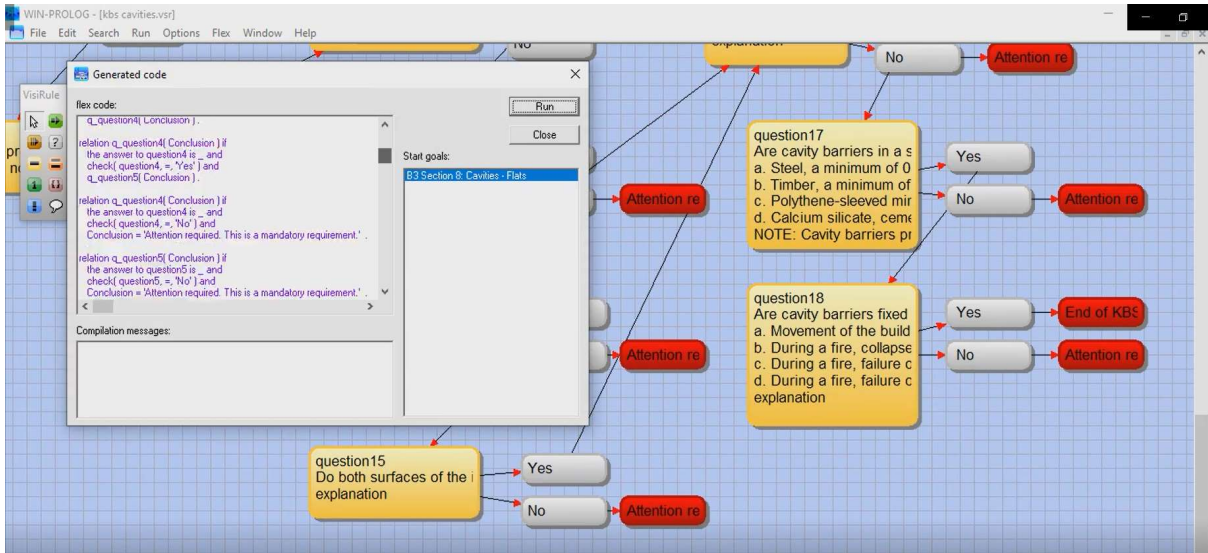 WIN-PROLOG - [kbs cavities.vsr]
File Edit Search Run Options Flex Window Help
No
explanation
No
Attention re
Generated code
VisiRule
flex code:
Run
Close
q_question4( Conclusion ) .
relation q_question4( Conclusion ) if
the answer to question4 is _ and
check( question4, =, 'Yes' ) and
q_question5( Conclusion ) .
relation q_question4( Conclusion ) if
the answer to question4 is _ and
check( question4, =, 'No' ) and
Conclusion = 'Attention required. This is a mandatory requirement.' .
relation q_question5( Conclusion ) if
the answer to question5 is _ and
check( question5, =, 'No' ) and
Conclusion = 'Attention required. This is a mandatory requirement.' .
Start goals:
B3 Section 8: Cavities - Flats
Compilation messages:
pr
Attention re
Attention re
question17
Are cavity barriers in a s
a. Steel, a minimum of 0
b. Timber, a minimum of
c. Polythene-sleeved mir
d. Calcium silicate, ceme
NOTE: Cavity barriers pr
Yes
No
Attention re
question18
Are cavity barriers fixed
a. Movement of the build
b. During a fire, collapse
c. During a fire, failure o
d. During a fire, failure o
explanation
Yes
End of KBS
No
Attention re
question15
Do both surfaces of the i
explanation
Yes
No
Attention re